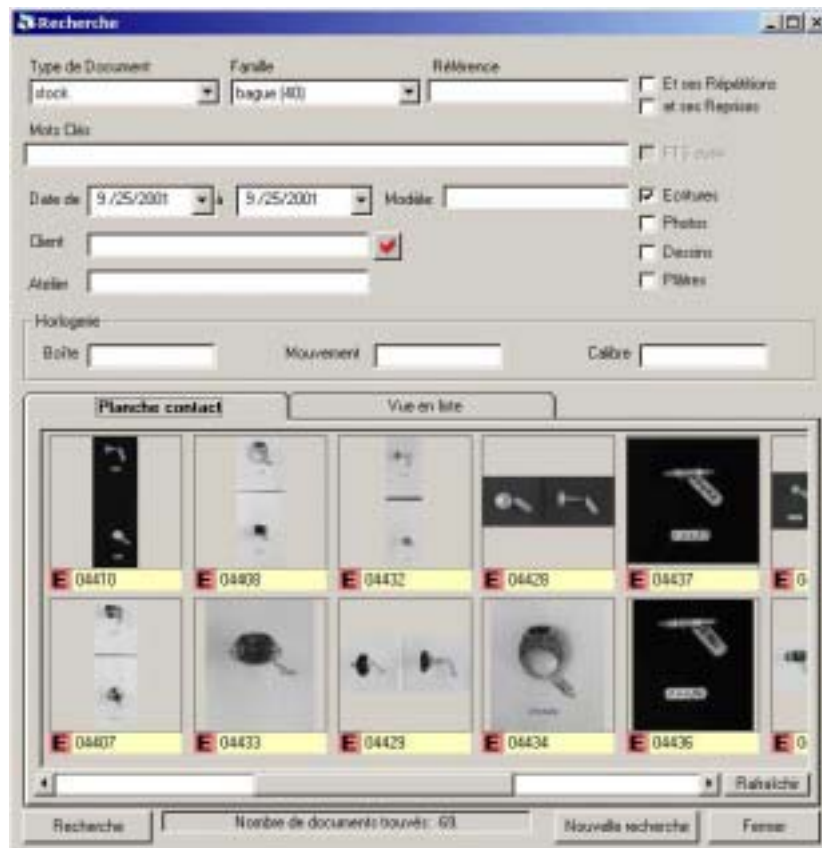 Recherche
Type de Document Famille Référence
stock bague (40)
Et ses Répétitions
et ses Reprises
Mots Clés
Date de 9 /25/2001 à 9 /25/2001 Modèle
Ecritures
Photos
Client
Dessins
Atelier
Plâtres
Horlogerie
Boîte Mouvement Calibre
Planche contact Vue en liste
E 04410 E 04408 E 04432 E 04428 E 04437 E
E 04407 E 04433 E 04429 E 04434 E 04436 E
Rafraîchir
Recherche Nombre de documents trouvés: 69 Nouvelle recherche Fermer